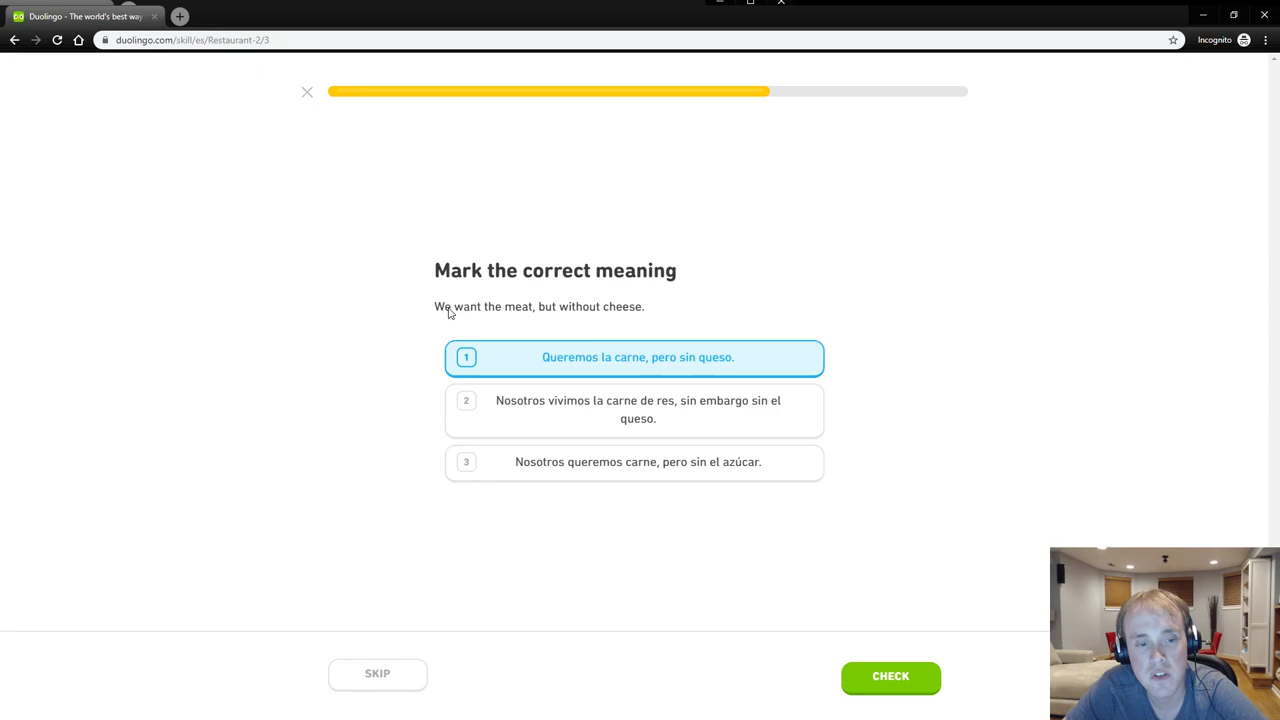 Duolingo - The world's best way
duolingo.com/skill/es/Restaurant-2/3
Incognito
Mark the correct meaning
We want the meat, but without cheese.
1 Queremos la carne, pero sin queso.
2 Nosotros vivimos la carne de res, sin embargo sin el
queso.
3 Nosotros queremos carne, pero sin el azúcar.
SKIP
CHECK